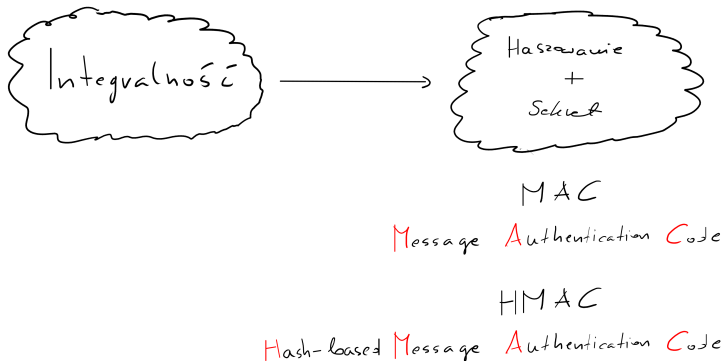 Integralność
Haszowanie
+
Sekret
MAC
Message Authentication Code
HMAC
Hash-based Message Authentication Code